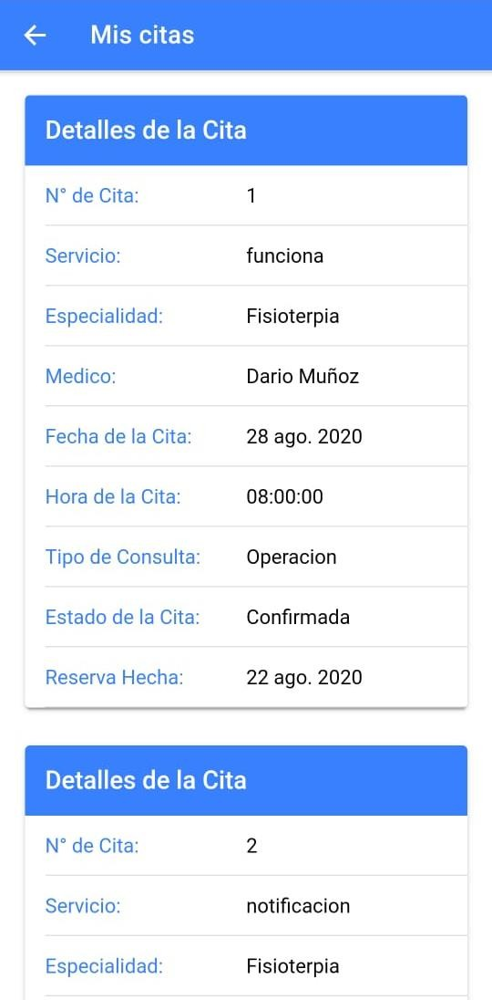 Mis citas
Detalles de la Cita
N° de Cita: 1
Servicio: funciona
Especialidad: Fisioterpia
Medico: Dario Muñoz
Fecha de la Cita: 28 ago. 2020
Hora de la Cita: 08:00:00
Tipo de Consulta: Operacion
Estado de la Cita: Confirmada
Reserva Hecha: 22 ago. 2020
Detalles de la Cita
N° de Cita: 2
Servicio: notificacion
Especialidad: Fisioterpia